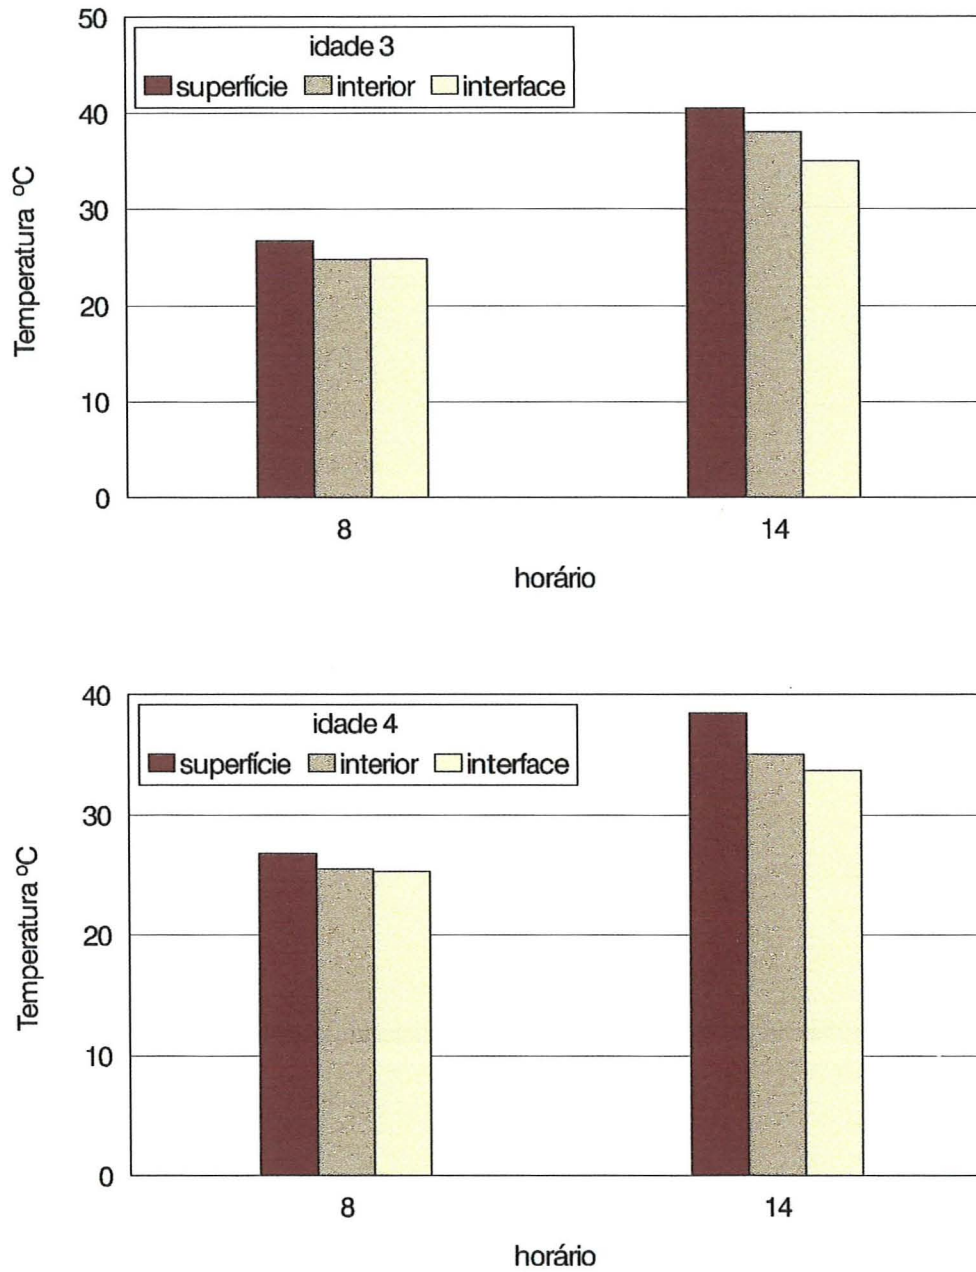 50
idade 3
superfície interior interface
40
30
20
10
0
Temperatura ºC
8 14
horário
40
idade 4
superfície interior interface
30
20
10
0
Temperatura ºC
8 14
horário